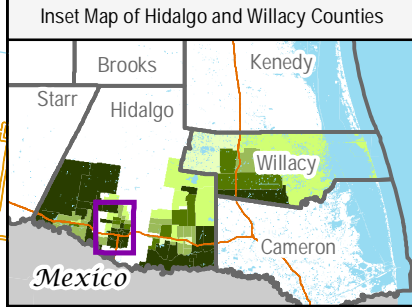 Inset Map of Hidalgo and Willacy Counties
Brooks
Kenedy
Starr
Hidalgo
Willacy
Cameron
Mexico